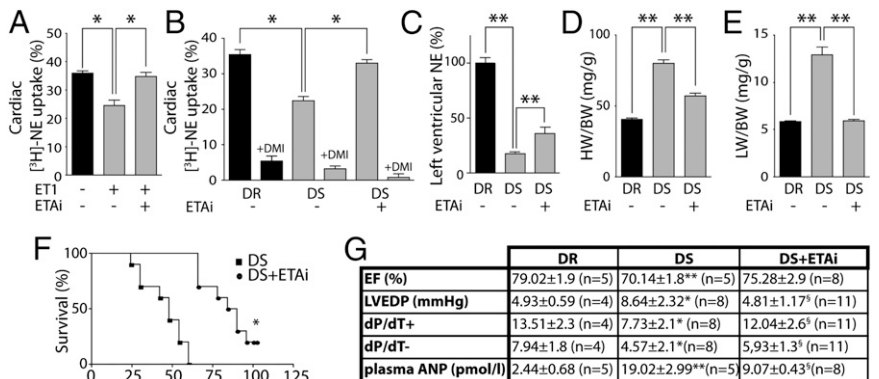 A
B
C
D
E
* *
* *
** **
** **
** **
Cardiac [³H]-NE uptake (%)
50
40
30
20
10
0
ET1 - + +
ETAi - - +
Cardiac [³H]-NE uptake (%)
40
30
20
10
0
+DMI +DMI +DMI
DR DS DS
ETAi - - +
Left ventricular NE (%)
100
50
0
DR DS DS
ETAi - - +
HW/BW (mg/g)
100
50
0
DR DS DS
ETAi - - +
LW/BW (mg/g)
15
10
5
0
DR DS DS
ETAi - - +
F
Survival (%)
100
50
0
DS
DS+ETAi
*
0 25 50 75 100 125
G
DR DS DS+ETAi
EF (%) 79.02±1.9 (n=5) 70.14±1.8** (n=5) 75.28±2.9 (n=8)
LVEDP (mmHg) 4.93±0.59 (n=4) 8.64±2.32* (n=8) 4.81±1.17§ (n=11)
dP/dT+ 13.51±2.3 (n=4) 7.73±2.1* (n=8) 12.04±2.6§ (n=11)
dP/dT- 7.94±1.8 (n=4) 4.57±2.1*(n=8) 5,93±1.3§ (n=11)
plasma ANP (pmol/l) 2.44±0.68 (n=5) 19.02±2.99**(n=5) 9.07±0.43§(n=8)